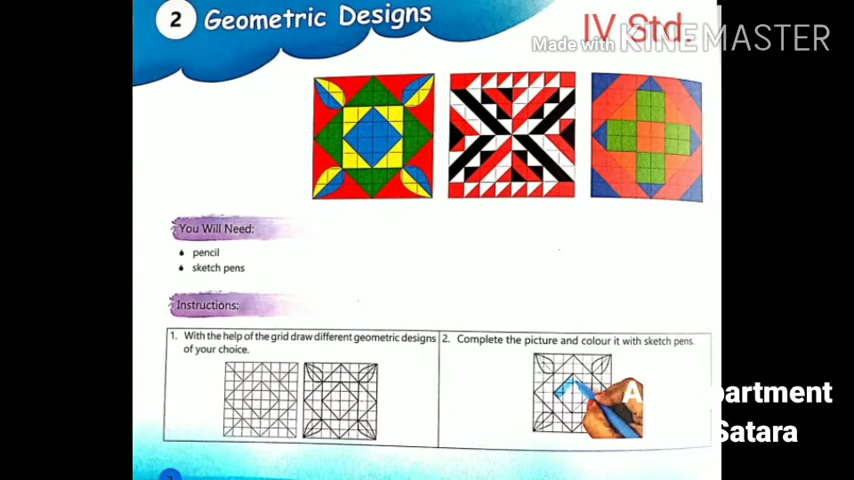 2 Geometric Designs
IV Std.
Made with KINEMASTER
You Will Need:
pencil
sketch pens
Instructions:
1. With the help of the grid draw different geometric designs
of your choice.
2. Complete the picture and colour it with sketch pens.
Satara